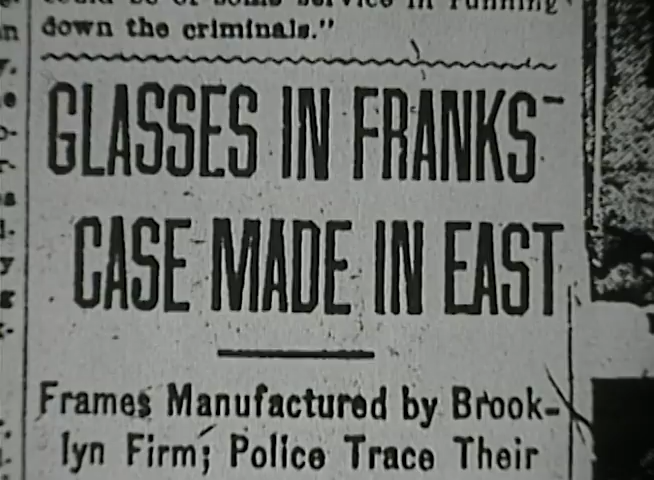 down the criminals."
GLASSES IN FRANKS
CASE MADE IN EAST
Frames Manufactured by Brook-
lyn Firm; Police Trace Their